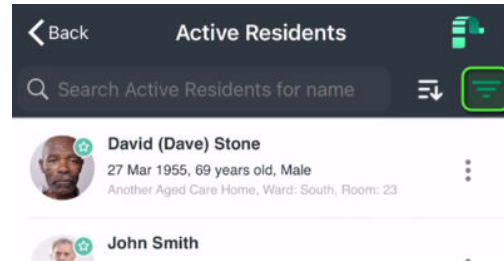 Back
Active Residents
Search Active Residents for name
David (Dave) Stone
27 Mar 1955, 69 years old, Male
Another Aged Care Home, Ward: South, Room: 23
John Smith